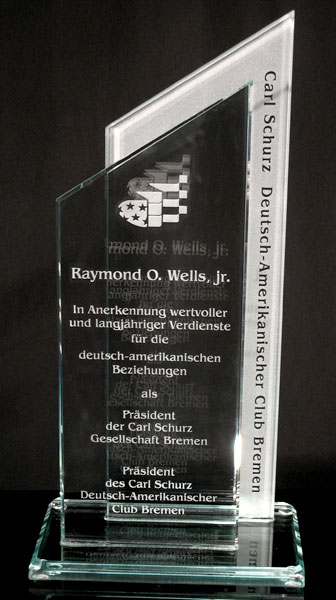 Raymond O. Wells, jr.
In Anerkennung wertvoller
und langjähriger Verdienste
für die
deutsch-amerikanischen
Beziehungen
als
Präsident
der Carl Schurz
Gesellschaft Bremen
Präsident
des Carl Schurz
Deutsch-Amerikanischer
Club Bremen
Carl Schurz Deutsch-Amerikanischer Club Bremen